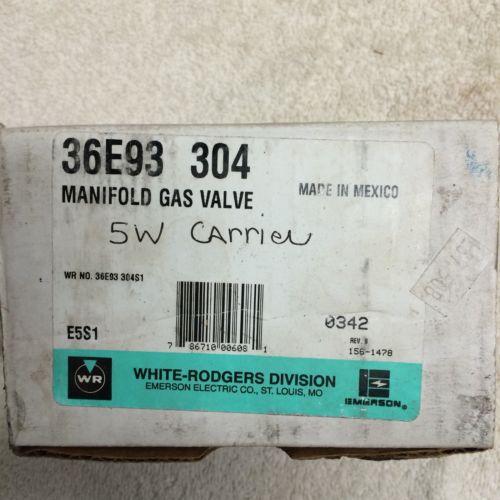 36E93 304
MANIFOLD GAS VALVE
MADE IN MEXICO
5W Carrier
WR NO. 36E93 304S1
E5S1
7 86710 00608 1
0342
REV. B
156-1478
WR
WHITE-RODGERS DIVISION
EMERSON ELECTRIC CO., ST. LOUIS, MO
EMERSON®